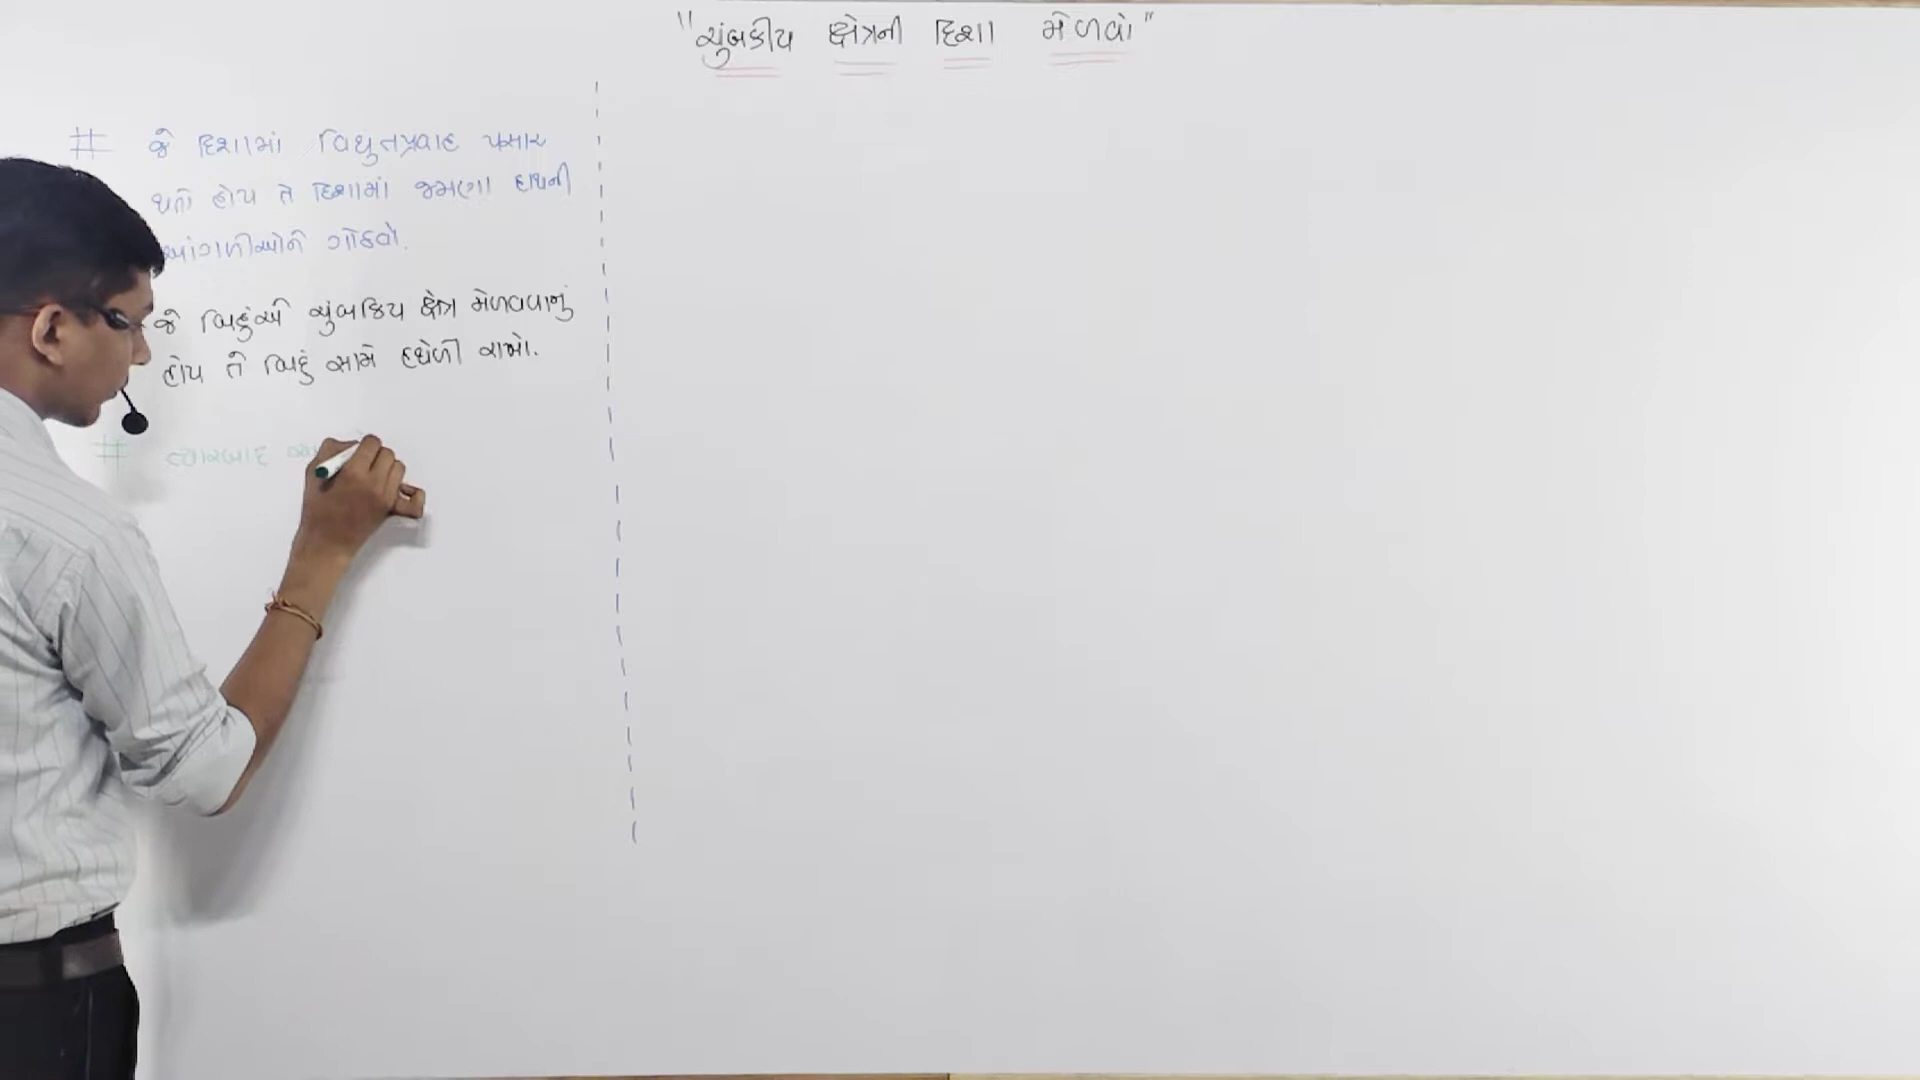 "ચુંબકીય ક્ષેત્રની દિશા મેળવો"
# જે દિશામાં વિધુતપ્રવાહ પસાર
થતો હોય તે દિશામાં જમણા હાથની
આંગળીઓને ગોઠવો.
જે બિંદુંએ ચુંબકિય ક્ષેત્ર મેળવવાનું
હોય તે બિંદું સામે હથેળી રાખો.
# ત્યારબાદ